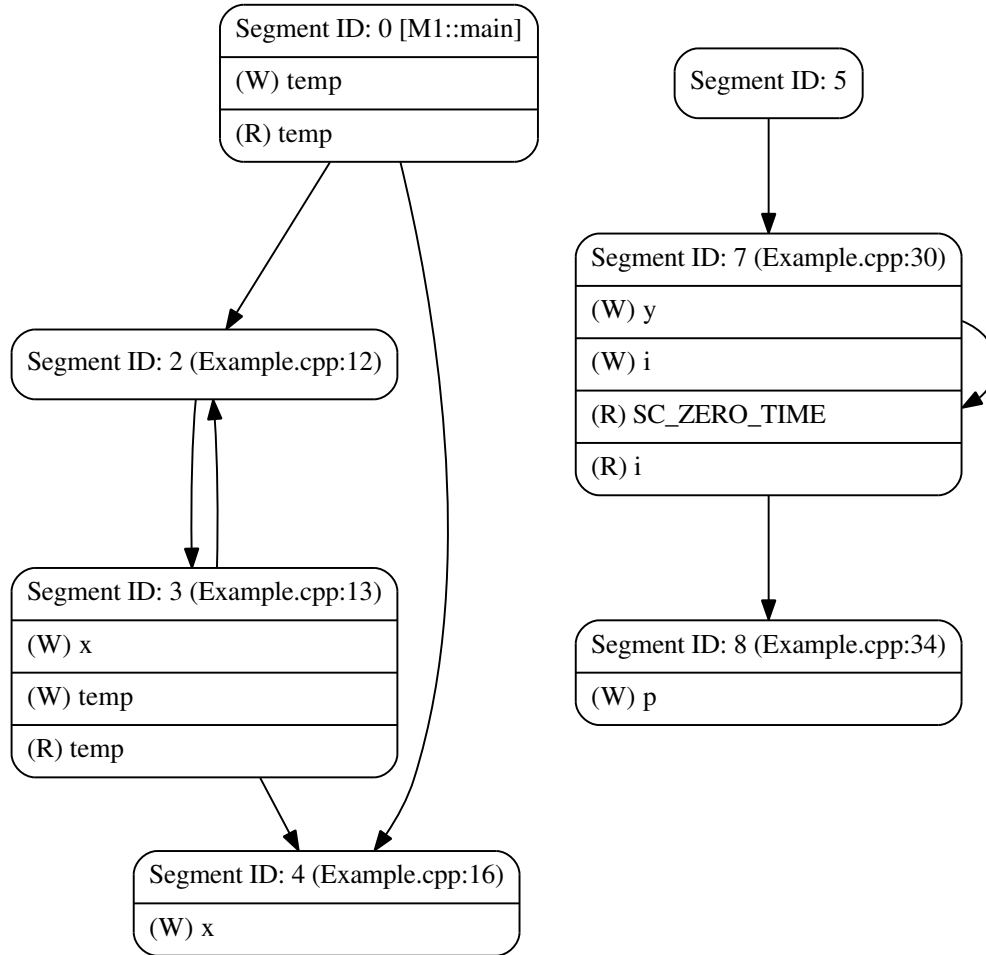 Segment ID: 0 [M1::main]
(W) temp
(R) temp
Segment ID: 2 (Example.cpp:12)
Segment ID: 3 (Example.cpp:13)
(W) x
(W) temp
(R) temp
Segment ID: 4 (Example.cpp:16)
(W) x
Segment ID: 5
Segment ID: 7 (Example.cpp:30)
(W) y
(W) i
(R) SC_ZERO_TIME
(R) i
Segment ID: 8 (Example.cpp:34)
(W) p